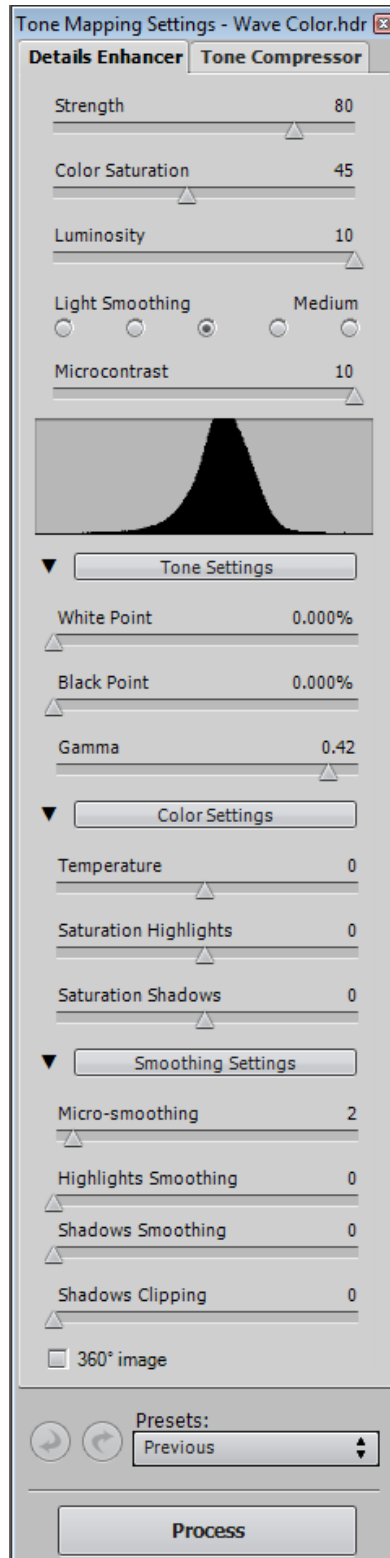 Tone Mapping Settings - Wave Color.hdr
Details Enhancer Tone Compressor
Strength 80
Color Saturation 45
Luminosity 10
Light Smoothing Medium
Microcontrast 10
Tone Settings
White Point 0.000%
Black Point 0.000%
Gamma 0.42
Color Settings
Temperature 0
Saturation Highlights 0
Saturation Shadows 0
Smoothing Settings
Micro-smoothing 2
Highlights Smoothing 0
Shadows Smoothing 0
Shadows Clipping 0
360° image
Presets:
Previous
Process